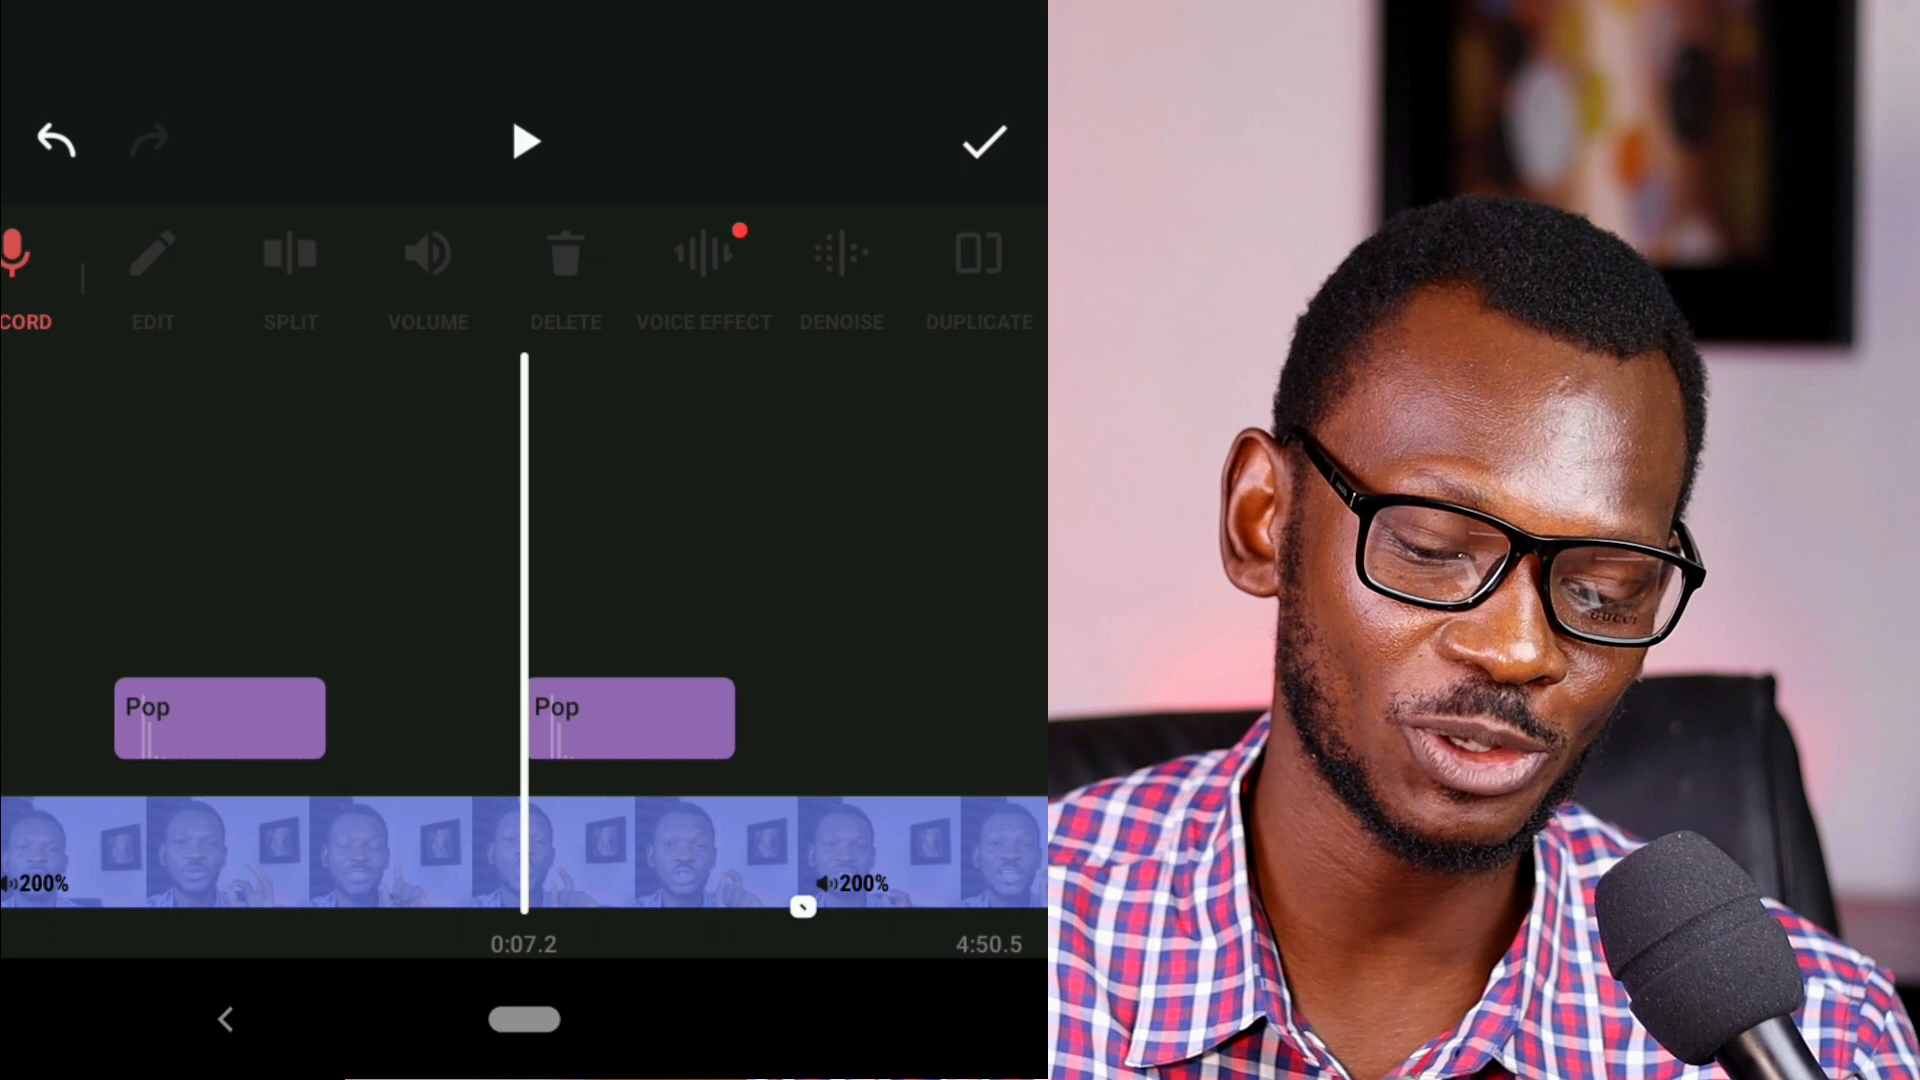 CORD
EDIT
SPLIT
VOLUME
DELETE
VOICE EFFECT
DENOISE
DUPLICATE
GUCCI
Pop
Pop
200%
200%
0:07.2
4:50.5